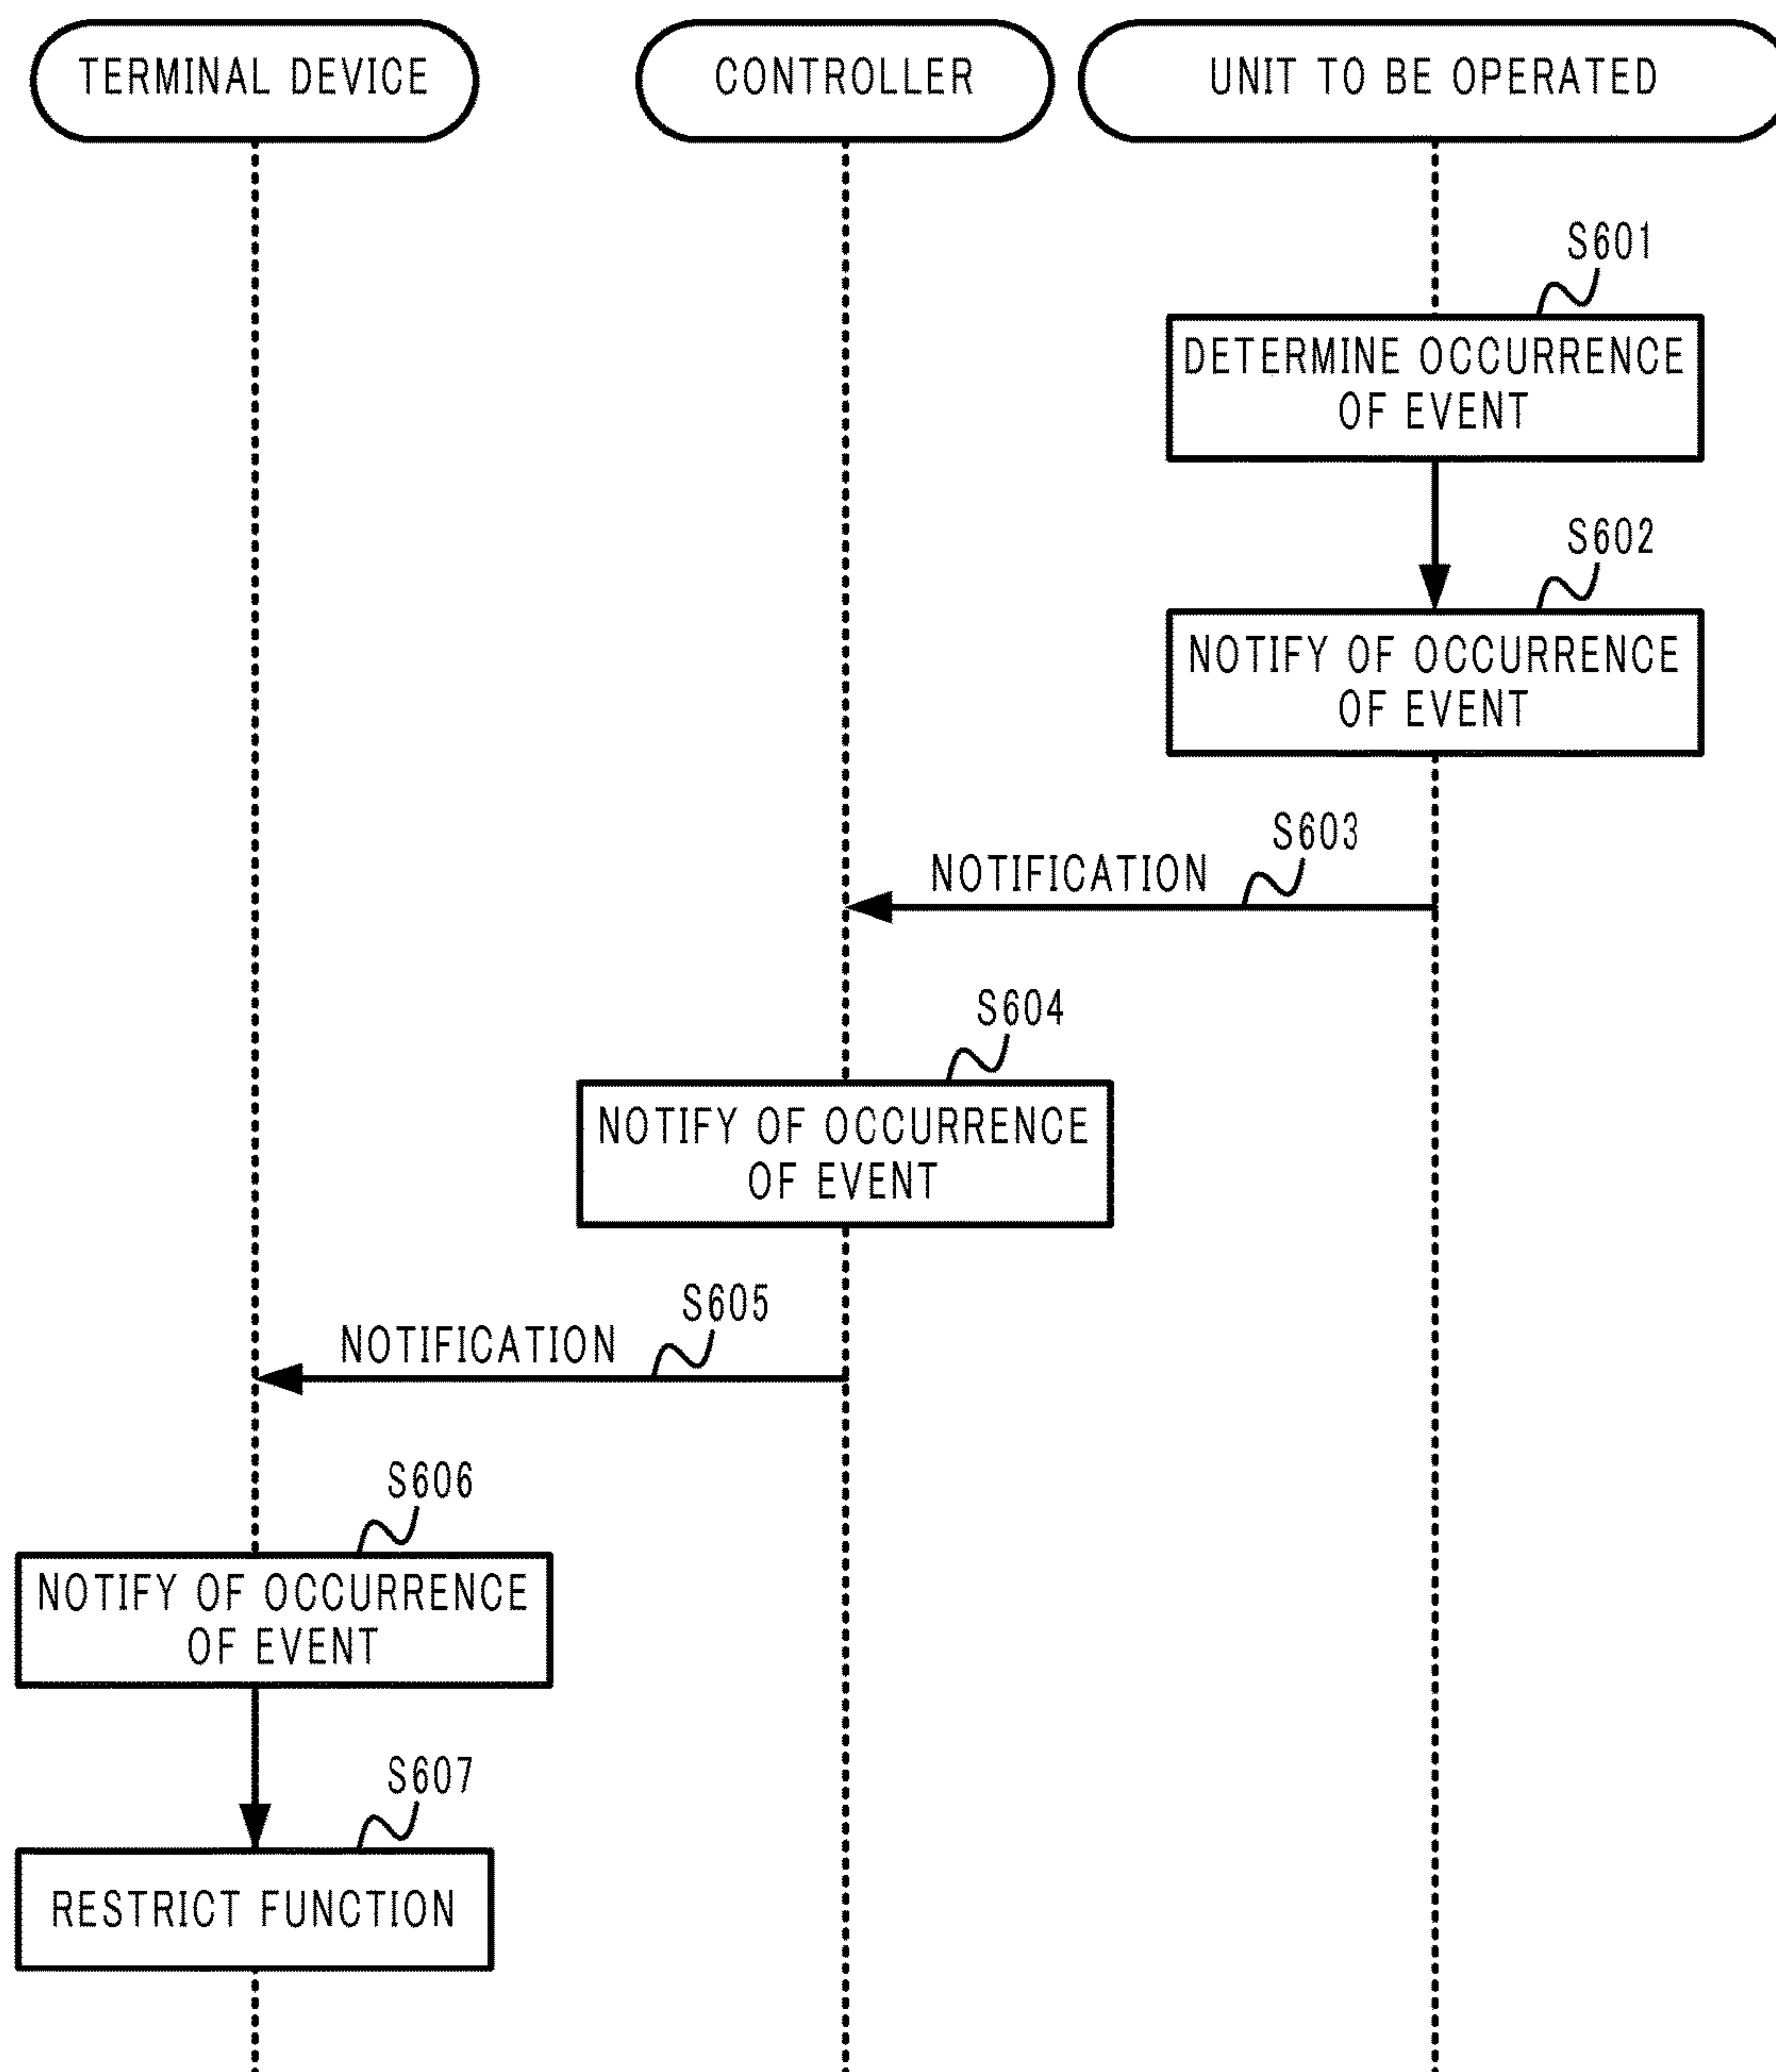 TERMINAL DEVICE
CONTROLLER
UNIT TO BE OPERATED
S601
DETERMINE OCCURRENCE
OF EVENT
S602
NOTIFY OF OCCURRENCE
OF EVENT
S603
NOTIFICATION
S604
NOTIFY OF OCCURRENCE
OF EVENT
S605
NOTIFICATION
S606
NOTIFY OF OCCURRENCE
OF EVENT
S607
RESTRICT FUNCTION